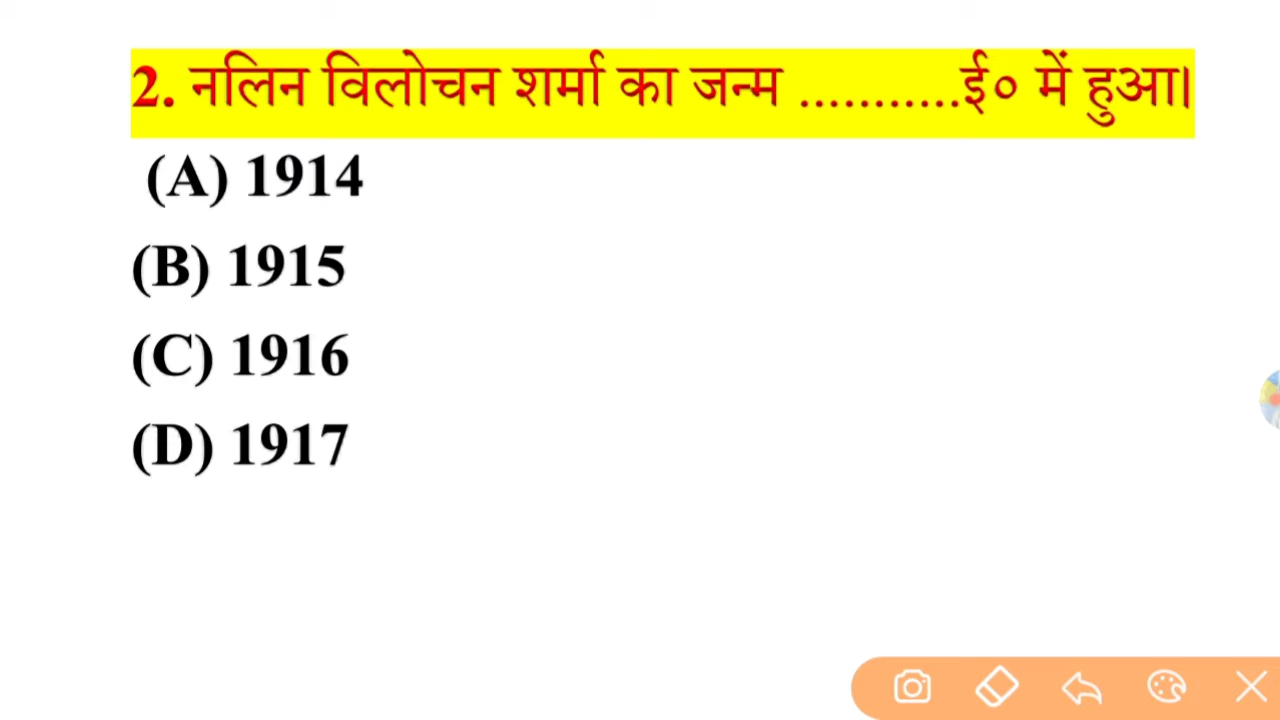 2. नलिन विलोचन शर्मा का जन्म ...........ई० में हुआ।
(A) 1914
(B) 1915
(C) 1916
(D) 1917